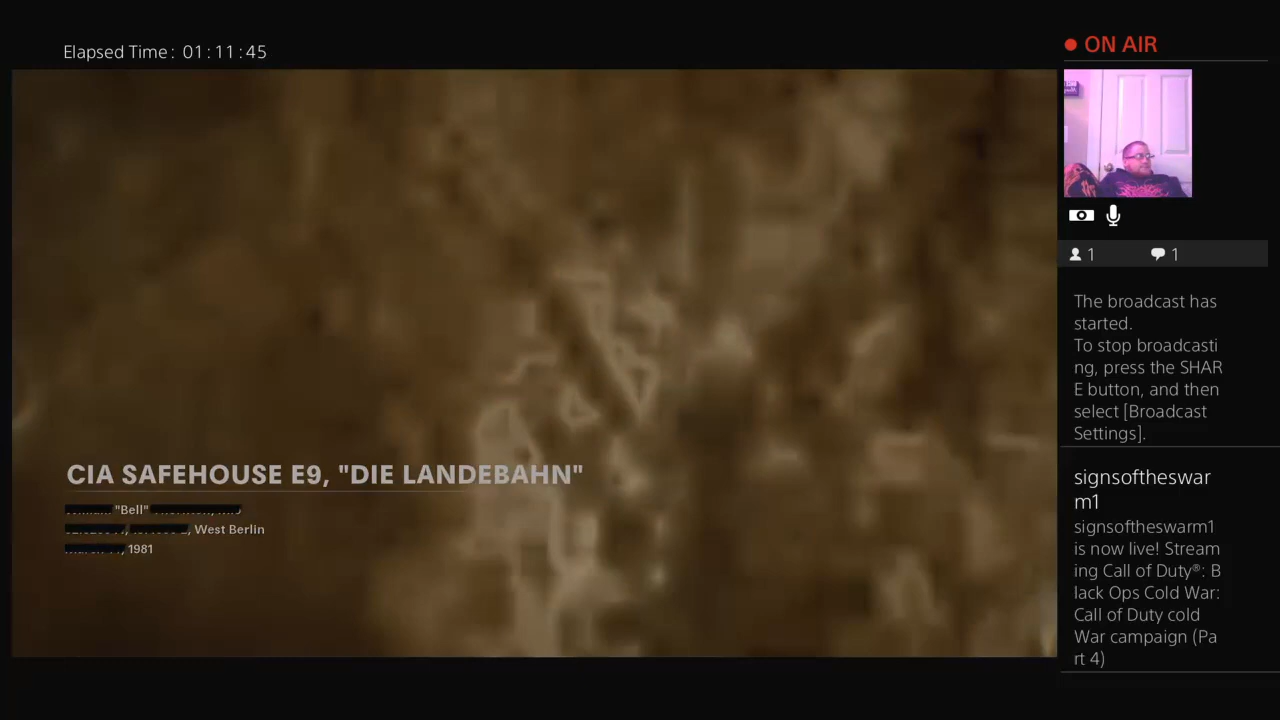 Elapsed Time: 01:11:45
ON AIR
1
1
The broadcast has
started.
To stop broadcasti
ng, press the SHAR
E button, and then
select [Broadcast
Settings].
signsoftheswar
m1
signsoftheswarm1
is now live! Stream
ing Call of Duty®: B
lack Ops Cold War:
Call of Duty cold
War campaign (Pa
rt 4)
CIA SAFEHOUSE E9, "DIE LANDEBAHN"
"Bell"
, West Berlin
, 1981